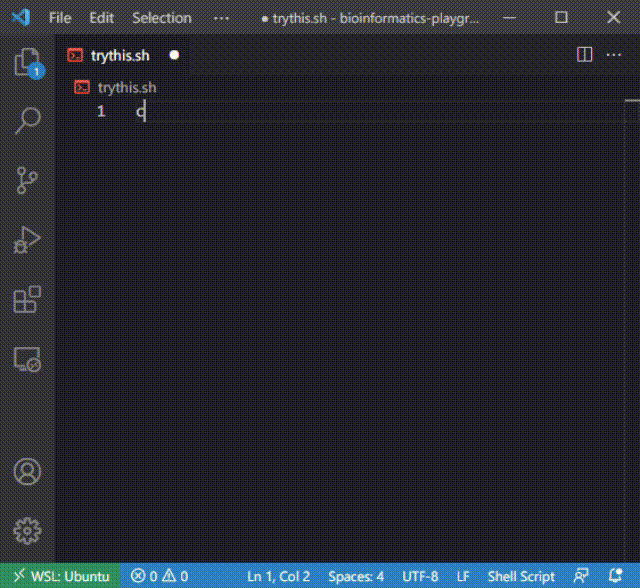 File Edit Selection ··· ● trythis.sh - bioinformatics-playgr...
trythis.sh ●
trythis.sh
1 c
1
WSL: Ubuntu 0 0 Ln 1, Col 2 Spaces: 4 UTF-8 LF Shell Script